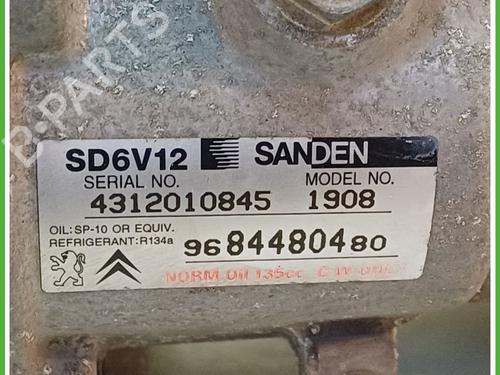 B-PARTS
SD6V12 SANDEN
SERIAL NO. MODEL NO.
4312010845 1908
OIL: SP-10 OR EQUIV.
REFRIGERANT: R134a
9684480480
NORM Oil 135cc